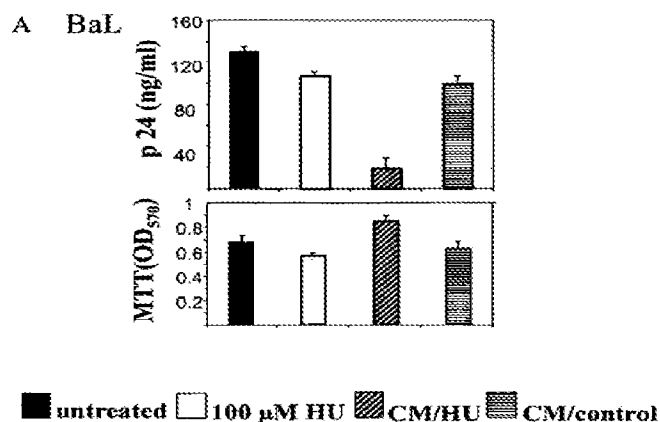 A BaL
p 24 (ng/ml)
160
120
80
40
MTT(OD570)
1
0.8
0.6
0.4
0.2
untreated 100 µM HU CM/HU CM/control